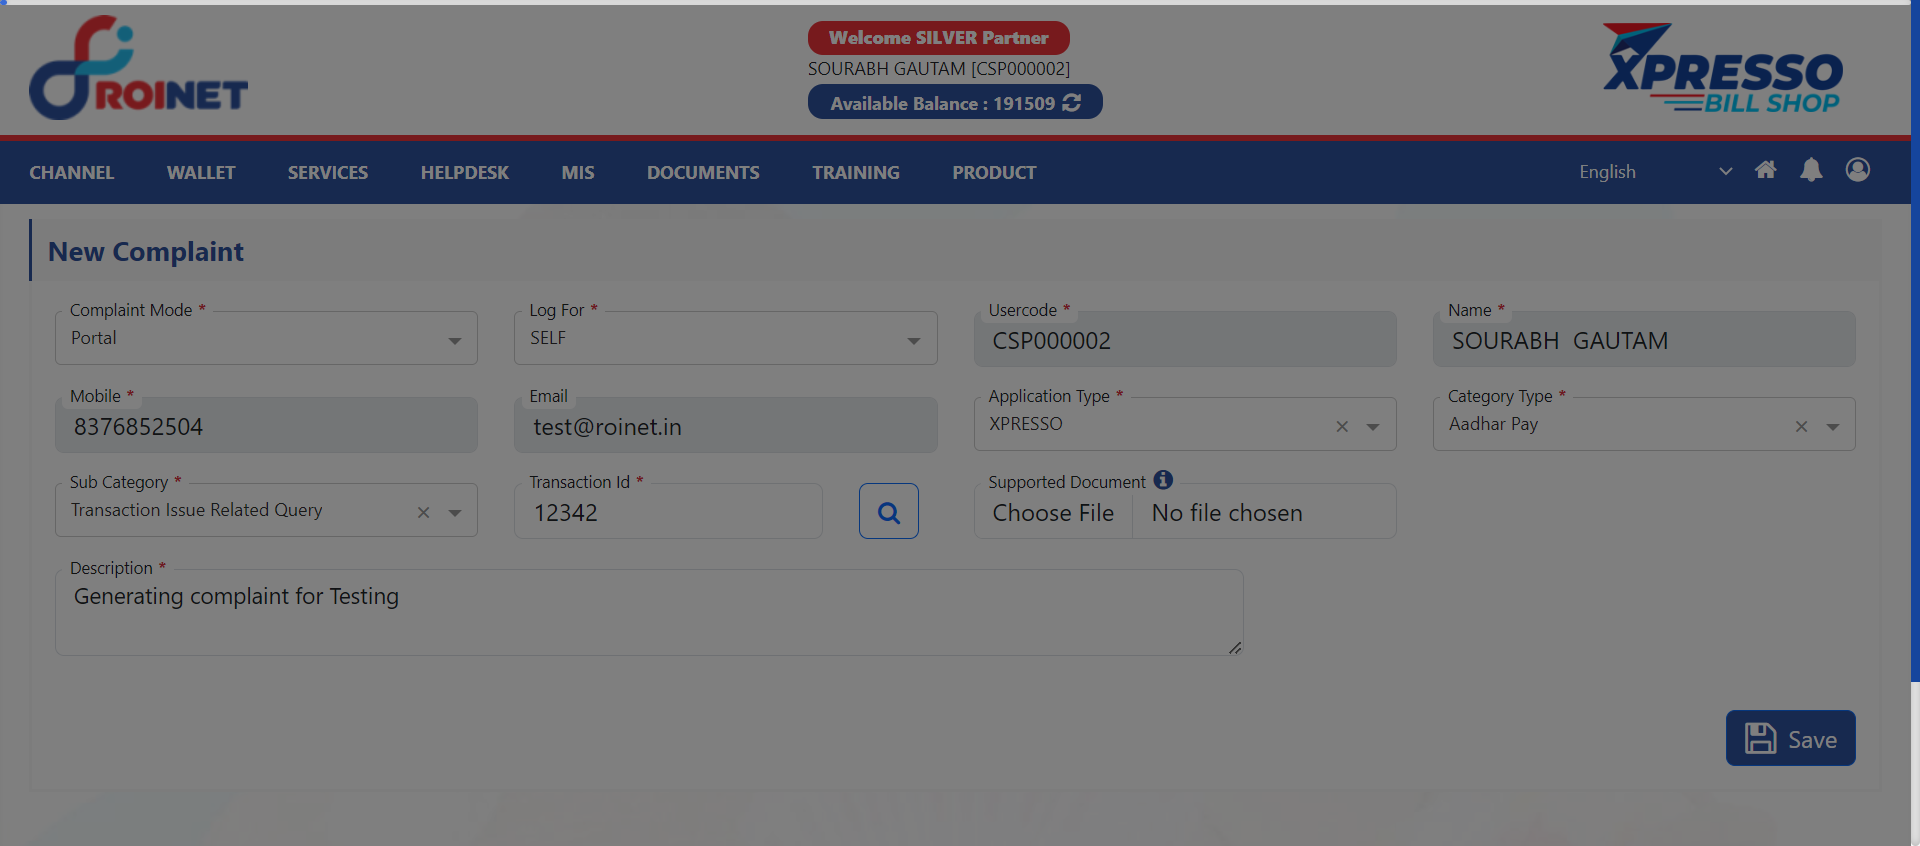 ROINET
Welcome SILVER Partner
SOURABH GAUTAM [CSP000002]
Available Balance : 191509
XPRESSO
BILL SHOP
CHANNEL WALLET SERVICES HELPDESK MIS DOCUMENTS TRAINING PRODUCT English
New Complaint
Complaint Mode * Log For * Usercode * Name *
Portal SELF CSP000002 SOURABH  GAUTAM
Mobile * Email Application Type * Category Type *
8376852504 test@roinet.in XPRESSO Aadhar Pay
Sub Category * Transaction Id * Supported Document
Transaction Issue Related Query 12342 Choose File No file chosen
Description *
Generating complaint for Testing
Save